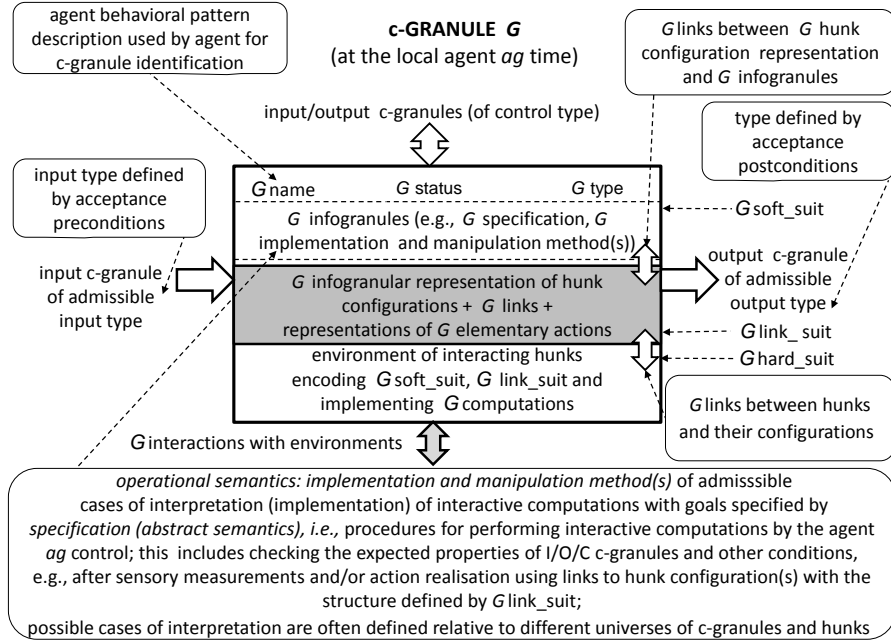 agent behavioral pattern
description used by agent for
c-granule identification
c-GRANULE G
(at the local agent ag time)
G links between G hunk
configuration representation
and G infogranules
input/output c-granules (of control type)
type defined by
acceptance
postconditions
input type defined
by acceptance
preconditions
G name G status G type
G soft_suit
G infogranules (e.g., G specification, G
implementation and manipulation method(s))
input c-granule
of admissible
input type
output c-granule
of admissible
output type
G infogranular representation of hunk
configurations + G links +
representations of G elementary actions
G link_ suit
G hard_suit
environment of interacting hunks
encoding G soft_suit, G link_suit and
implementing G computations
G links between hunks
and their configurations
G interactions with environments
operational semantics: implementation and manipulation method(s) of admisssible
cases of interpretation (implementation) of interactive computations with goals specified by
specification (abstract semantics), i.e., procedures for performing interactive computations by the agent
ag control; this includes checking the expected properties of I/O/C c-granules and other conditions,
e.g., after sensory measurements and/or action realisation using links to hunk configuration(s) with the
structure defined by G link_suit;
possible cases of interpretation are often defined relative to different universes of c-granules and hunks